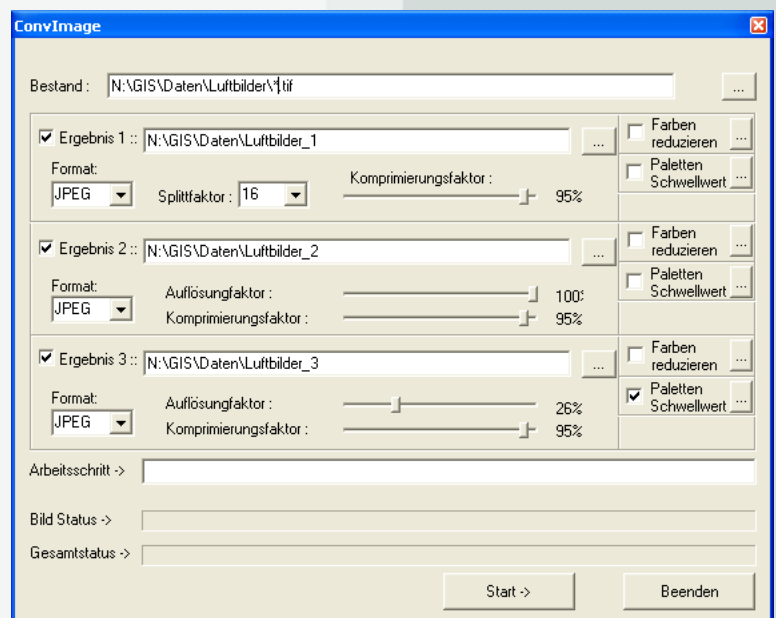 ConvImage
Bestand : N:\GIS\Daten\Luftbilder\*.tif ...
Ergebnis 1 :: N:\GIS\Daten\Luftbilder_1 ...
Farben reduzieren ...
Format:
JPEG
Splittfaktor : 16
Komprimierungsfaktor :
95%
Paletten Schwellwert ...
Ergebnis 2 :: N:\GIS\Daten\Luftbilder_2 ...
Farben reduzieren ...
Format:
JPEG
Auflösungfaktor : 100%
Komprimierungsfaktor : 95%
Paletten Schwellwert ...
Ergebnis 3 :: N:\GIS\Daten\Luftbilder_3 ...
Farben reduzieren ...
Format:
JPEG
Auflösungfaktor : 26%
Komprimierungsfaktor : 95%
Paletten Schwellwert ...
Arbeitsschritt ->
Bild Status ->
Gesamtstatus ->
Start -> Beenden